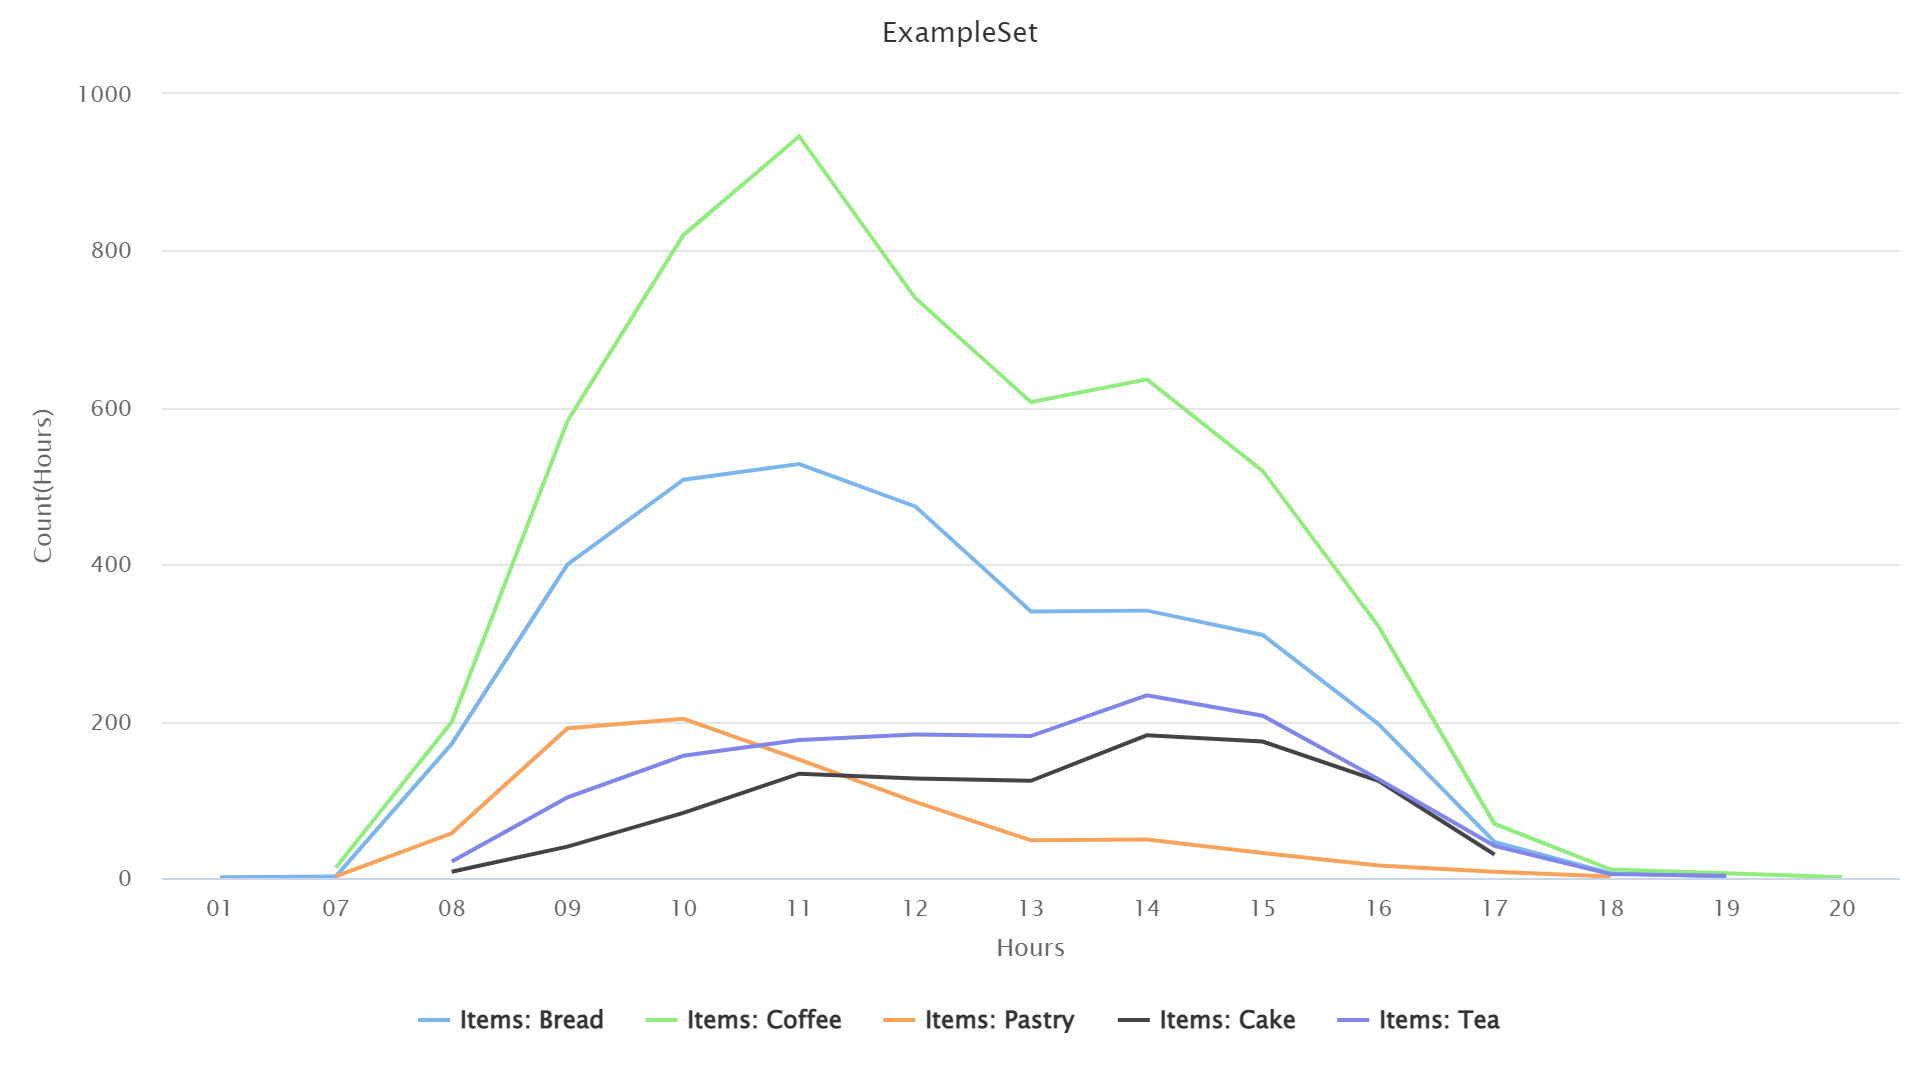 ExampleSet
1000
800
600
400
200
0
Count(Hours)
01 07 08 09 10 11 12 13 14 15 16 17 18 19 20
Hours
Items: Bread Items: Coffee Items: Pastry Items: Cake Items: Tea